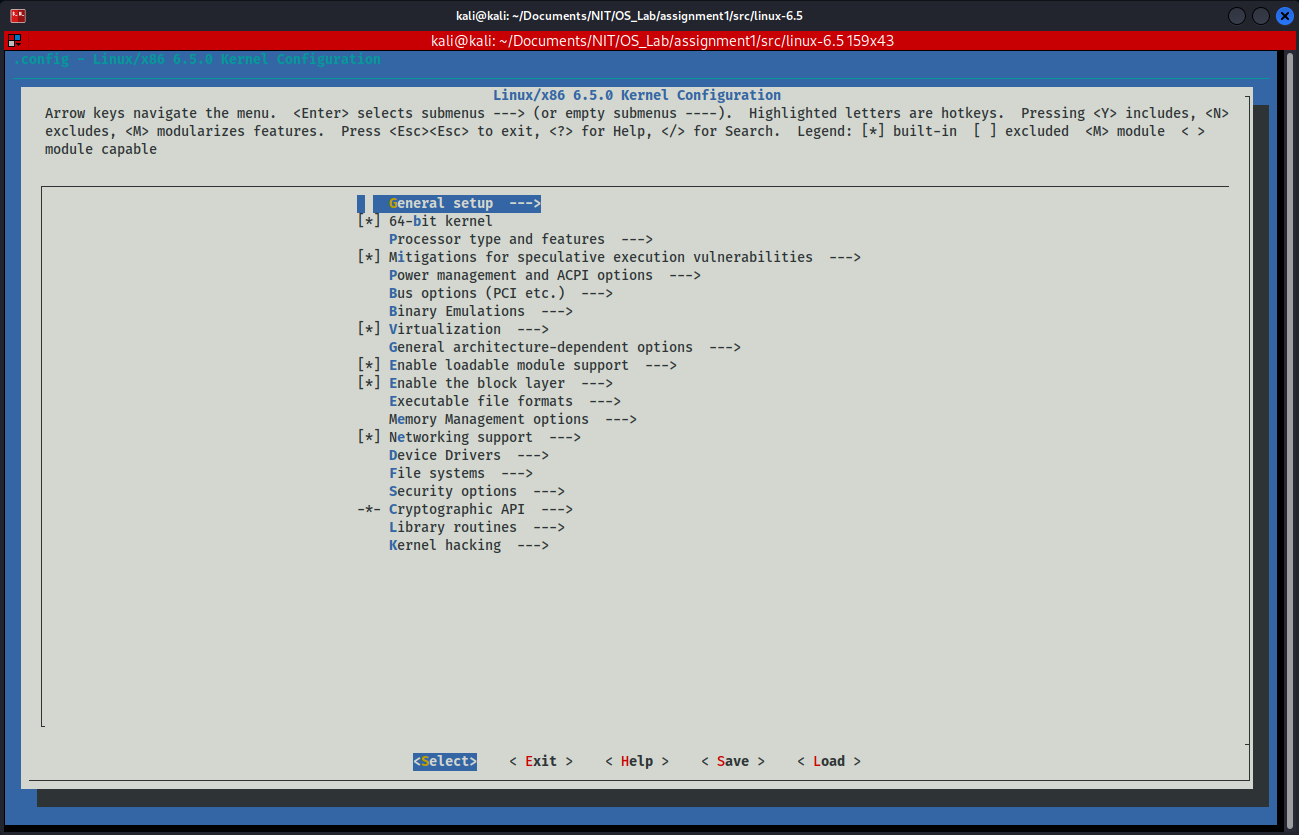 kali@kali: ~/Documents/NIT/OS_Lab/assignment1/src/linux-6.5
kali@kali: ~/Documents/NIT/OS_Lab/assignment1/src/linux-6.5 159x43
.config - Linux/x86 6.5.0 Kernel Configuration
Linux/x86 6.5.0 Kernel Configuration
Arrow keys navigate the menu.  <Enter> selects submenus ---> (or empty submenus ----).  Highlighted letters are hotkeys.  Pressing <Y> includes, <N>
excludes, <M> modularizes features.  Press <Esc><Esc> to exit, <?> for Help, </> for Search.  Legend: [*] built-in  [ ] excluded  <M> module  < >
module capable
General setup  --->
[*] 64-bit kernel
Processor type and features  --->
[*] Mitigations for speculative execution vulnerabilities  --->
Power management and ACPI options  --->
Bus options (PCI etc.)  --->
Binary Emulations  --->
[*] Virtualization  --->
General architecture-dependent options  --->
[*] Enable loadable module support  --->
[*] Enable the block layer  --->
Executable file formats  --->
Memory Management options  --->
[*] Networking support  --->
Device Drivers  --->
File systems  --->
Security options  --->
-*- Cryptographic API  --->
Library routines  --->
Kernel hacking  --->
<Select>    < Exit >    < Help >    < Save >    < Load >